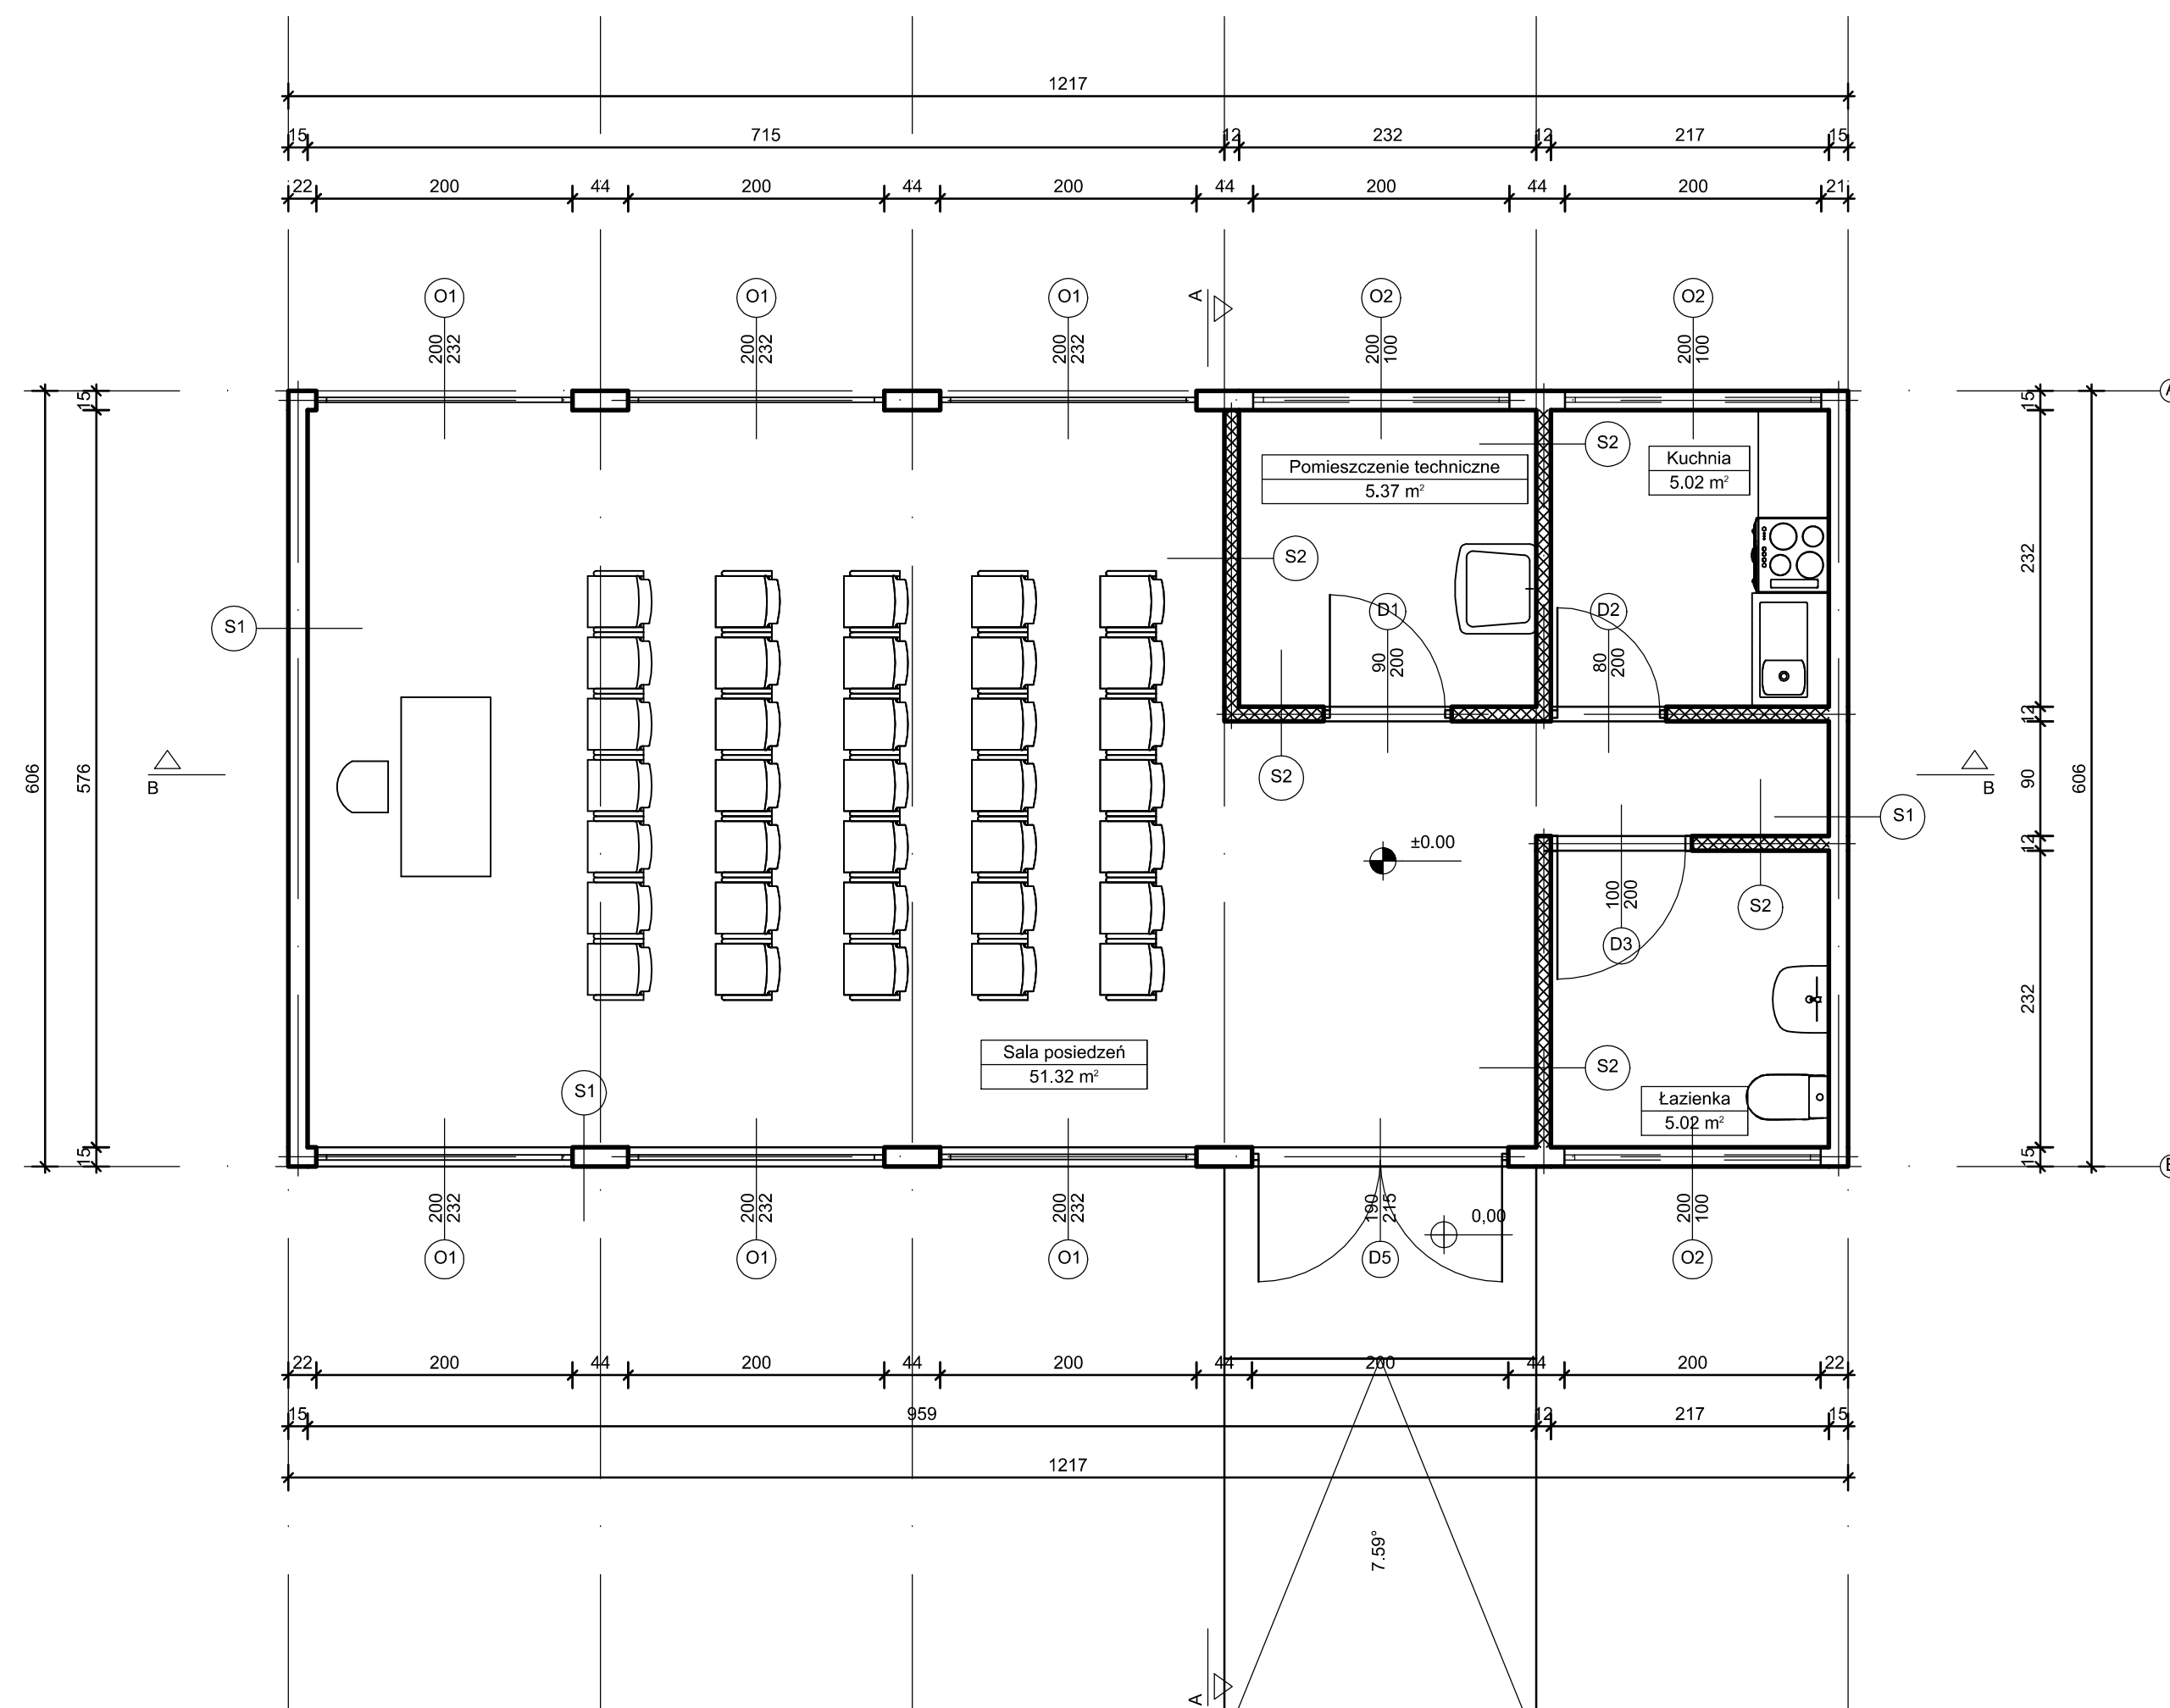 1217
15 715 12 232 12 217 15
22 200 44 200 44 200 44 200 44 200 21
O1 O1 O1 A O2 O2
200 200 200 200 200
232 232 232 100 100
15 15
S2
Kuchnia
5.02 m²
Pomieszczenie techniczne
5.37 m²
S2
232
S1
D1 D2
90 80
200 200
12
606 576 B S2 90 606 B
S1
±0.00
12
100
200
S2
D3
232
Sala posiedzeń
51.32 m²
S2
S1
Łazienka
5.02 m²
15 15
200 200 200 190 200
232 232 232 215 100
0,00
O1 O1 O1 D5 O2
22 200 44 200 44 200 44 200 44 200 22
15 959 12 217 15
1217
7.59°
A